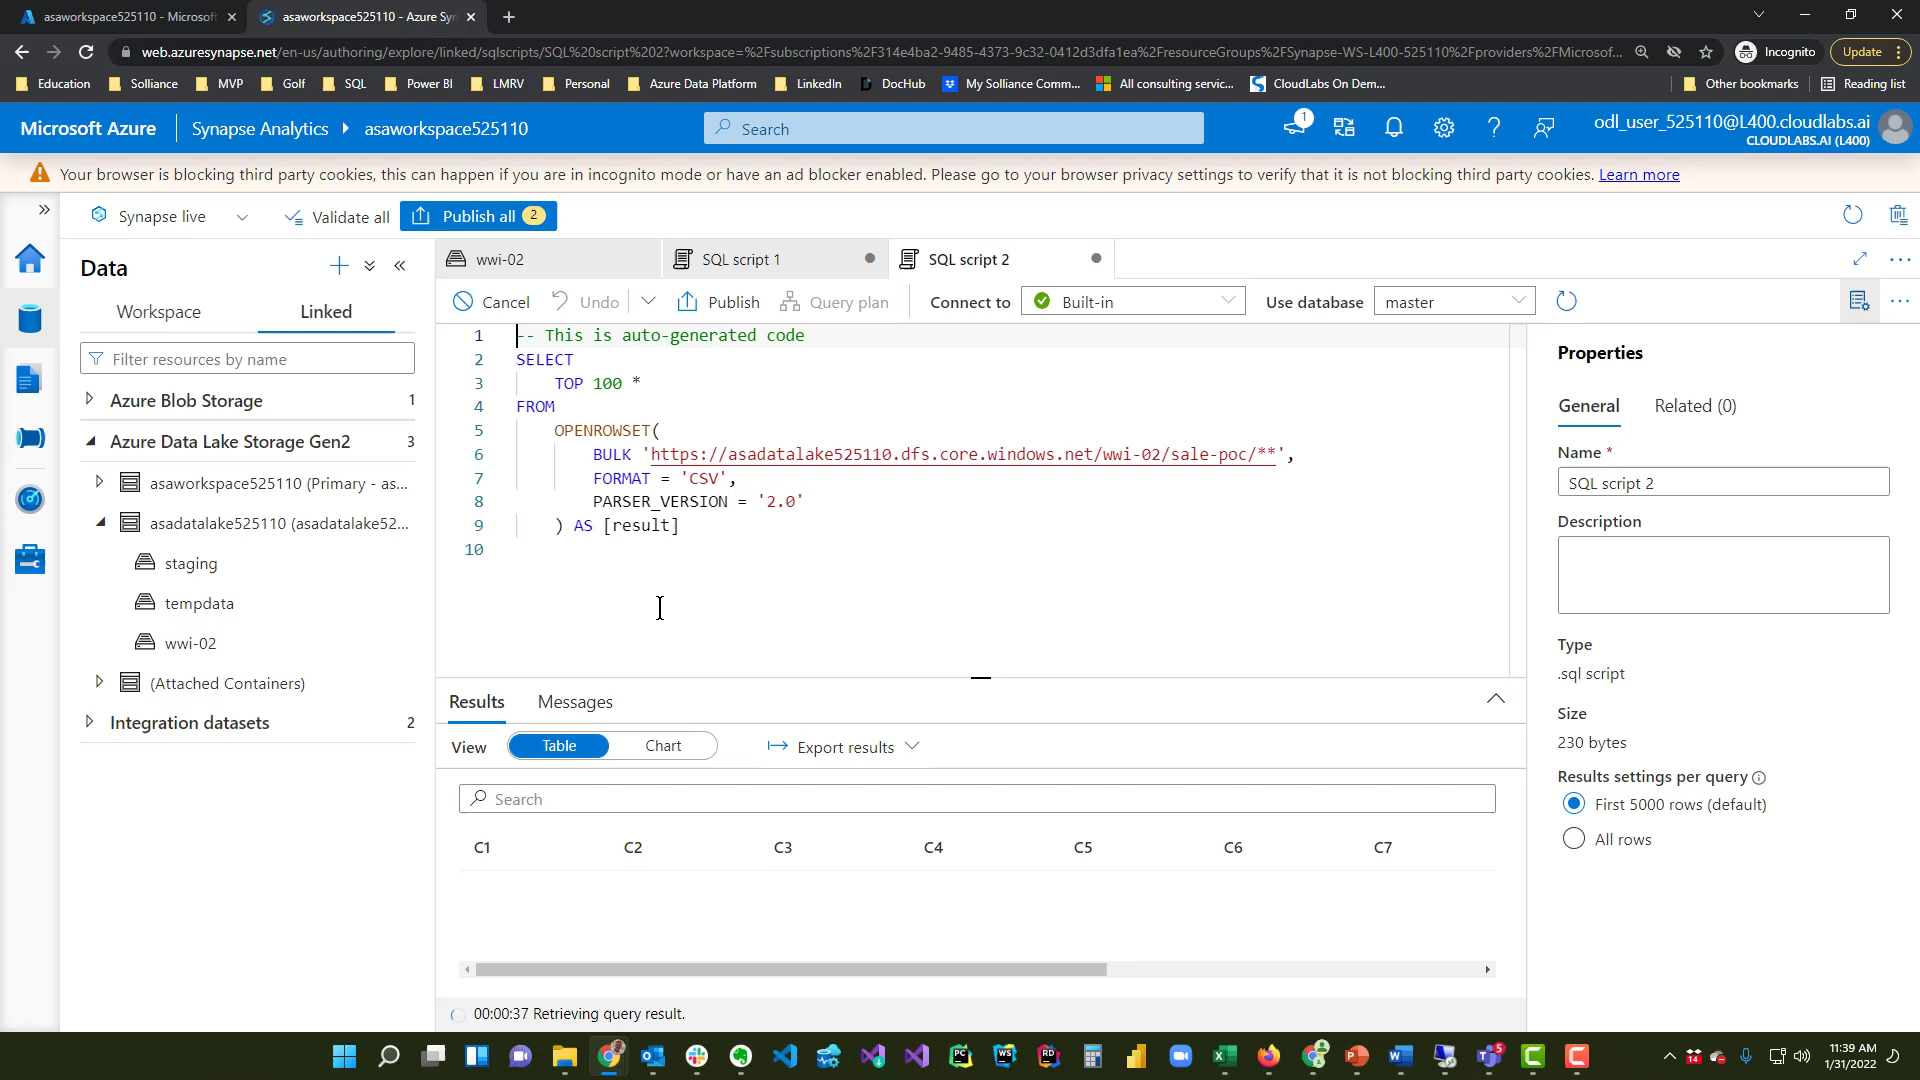 asaworkspace525110 - Microsoft
asaworkspace525110 - Azure Syn
web.azuresynapse.net/en-us/authoring/explore/linked/sqlscripts/SQL%20script%202?workspace=%2Fsubscriptions%2F314e4ba2-9485-4373-9c32-0412d3dfa1ea%2FresourceGroups%2FSynapse-WS-L400-525110%2Fproviders%2FMicrosof...
Incognito
Update
Education
Solliance
MVP
Golf
SQL
Power BI
LMRV
Personal
Azure Data Platform
LinkedIn
DocHub
My Solliance Comm...
All consulting servic...
CloudLabs On Dem...
Other bookmarks
Reading list
Microsoft Azure
Synapse Analytics
asaworkspace525110
Search
1
odl_user_525110@L400.cloudlabs.ai
CLOUDLABS.AI (L400)
Your browser is blocking third party cookies, this can happen if you are in incognito mode or have an ad blocker enabled. Please go to your browser privacy settings to verify that it is not blocking third party cookies. Learn more
Synapse live
Validate all
Publish all 2
Data
Workspace
Linked
Filter resources by name
Azure Blob Storage 1
Azure Data Lake Storage Gen2 3
asaworkspace525110 (Primary - as...
asadatalake525110 (asadatalake52...
staging
tempdata
wwi-02
(Attached Containers)
Integration datasets 2
wwi-02
SQL script 1
SQL script 2
Cancel
Undo
Publish
Query plan
Connect to
Built-in
Use database
master
1 -- This is auto-generated code
2 SELECT
3 TOP 100 *
4 FROM
5 OPENROWSET(
6 BULK 'https://asadatalake525110.dfs.core.windows.net/wwi-02/sale-poc/**',
7 FORMAT = 'CSV',
8 PARSER_VERSION = '2.0'
9 ) AS [result]
10
Results
Messages
View
Table
Chart
Export results
Search
C1 C2 C3 C4 C5 C6 C7
00:00:37 Retrieving query result.
Properties
General
Related (0)
Name *
SQL script 2
Description
Type
.sql script
Size
230 bytes
Results settings per query
First 5000 rows (default)
All rows
11:39 AM
1/31/2022